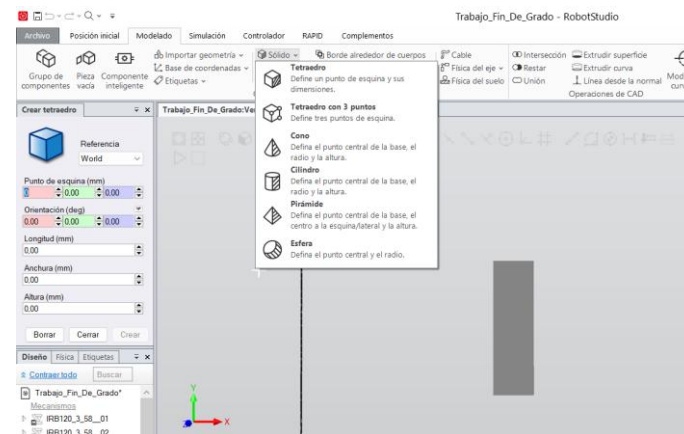 Trabajo_Fin_De_Grado - RobotStudio
Archivo Posición inicial Modelado Simulación Controlador RAPID Complementos
Grupo de componentes
Pieza vacía
Componente inteligente
Importar geometría
Base de coordenadas
Etiquetas
Sólido
Borde alrededor de cuerpos
Cable
Física del eje
Física del suelo
Intersección
Restar
Unión
Extrudir superficie
Extrudir curva
Línea desde la normal
Operaciones de CAD
Tetraedro
Define un punto de esquina y sus
dimensiones.
Tetraedro con 3 puntos
Define tres puntos de esquina.
Cono
Defina el punto central de la base, el
radio y la altura.
Cilindro
Defina el punto central de la base, el
radio y la altura.
Pirámide
Defina el punto central de la base, el
centro a la esquina/lateral y la altura.
Esfera
Defina el punto central y el radio.
Crear tetraedro
Trabajo_Fin_De_Grado:Ve
Referencia
World
Punto de esquina (mm)
0 0.00 0.00
Orientación (deg)
0.00 0.00 0.00
Longitud (mm)
0.00
Anchura (mm)
0.00
Altura (mm)
0.00
Borrar Cerrar Crear
Diseño Física Etiquetas
Contraer todo Buscar
Trabajo_Fin_De_Grado*
Mecanismos
IRB120_3_58__01
IRB120_3_58__02
Y
X